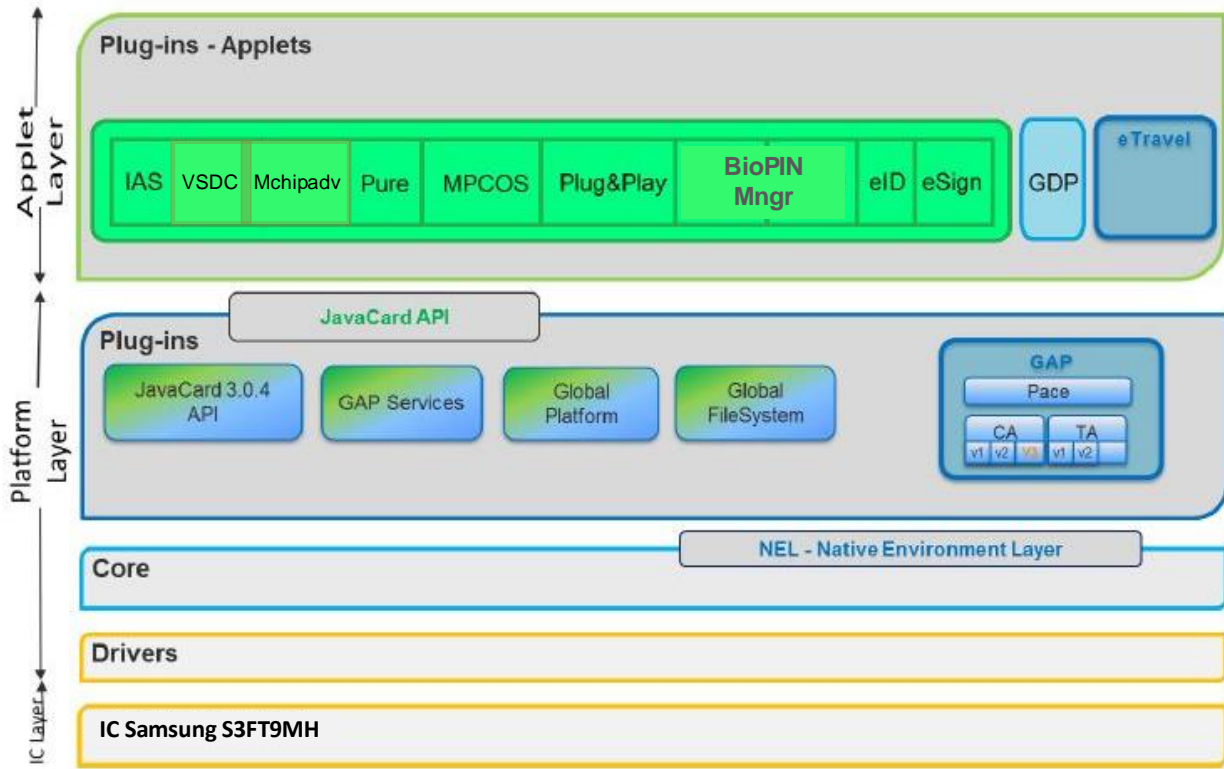 Applet
Layer
Plug-ins - Applets
IAS
VSDC
Mchipadv
Pure
MPCOS
Plug&Play
BioPIN
Mngr
eID
eSign
GDP
eTravel
Platform
Layer
JavaCard API
Plug-ins
JavaCard 3.0.4
API
GAP Services
Global
Platform
Global
FileSystem
GAP
Pace
CA
v1
v2
V3
TA
v1
v2
NEL - Native Environment Layer
Core
Drivers
IC Layer
IC Samsung S3FT9MH